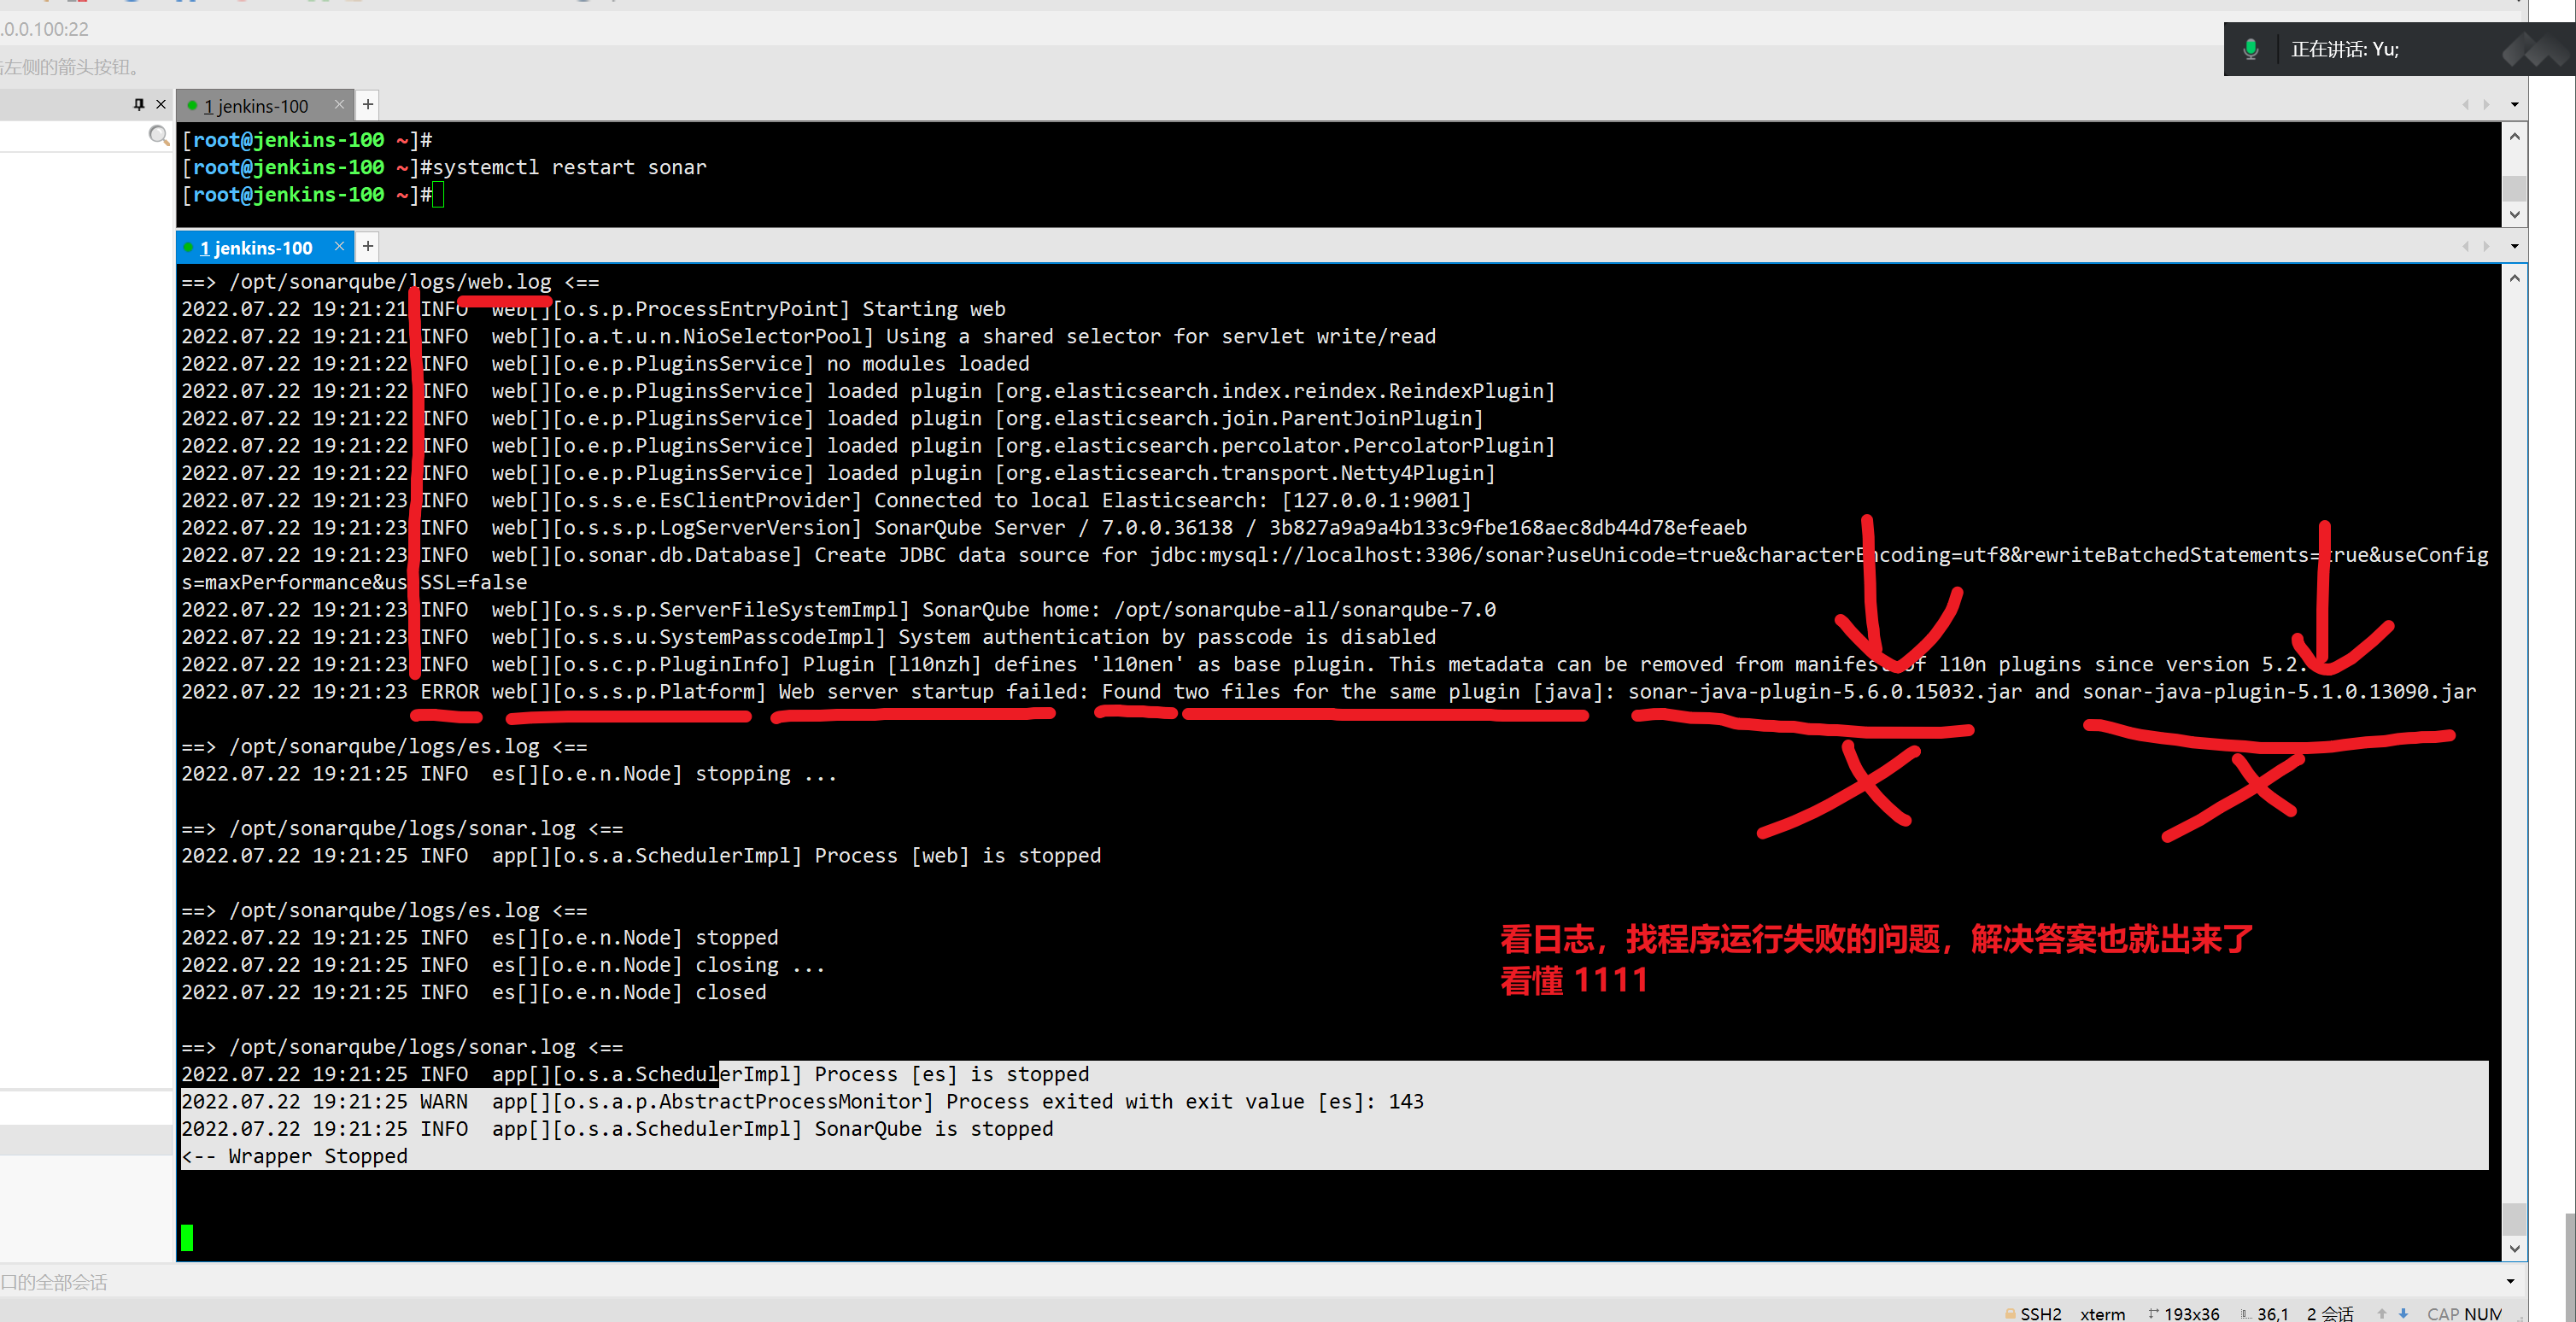 .0.0.100:22
击左侧的箭头按钮。
正在讲话: Yu;
1 jenkins-100
[root@jenkins-100 ~]#
[root@jenkins-100 ~]#systemctl restart sonar
[root@jenkins-100 ~]#
1 jenkins-100
==> /opt/sonarqube/logs/web.log <==
2022.07.22 19:21:21 INFO  web[][o.s.p.ProcessEntryPoint] Starting web
2022.07.22 19:21:21 INFO  web[][o.a.t.u.n.NioSelectorPool] Using a shared selector for servlet write/read
2022.07.22 19:21:22 INFO  web[][o.e.p.PluginsService] no modules loaded
2022.07.22 19:21:22 INFO  web[][o.e.p.PluginsService] loaded plugin [org.elasticsearch.index.reindex.ReindexPlugin]
2022.07.22 19:21:22 INFO  web[][o.e.p.PluginsService] loaded plugin [org.elasticsearch.join.ParentJoinPlugin]
2022.07.22 19:21:22 INFO  web[][o.e.p.PluginsService] loaded plugin [org.elasticsearch.percolator.PercolatorPlugin]
2022.07.22 19:21:22 INFO  web[][o.e.p.PluginsService] loaded plugin [org.elasticsearch.transport.Netty4Plugin]
2022.07.22 19:21:23 INFO  web[][o.s.s.e.EsClientProvider] Connected to local Elasticsearch: [127.0.0.1:9001]
2022.07.22 19:21:23 INFO  web[][o.s.s.p.LogServerVersion] SonarQube Server / 7.0.0.36138 / 3b827a9a9a4b133c9fbe168aec8db44d78efeaeb
2022.07.22 19:21:23 INFO  web[][o.sonar.db.Database] Create JDBC data source for jdbc:mysql://localhost:3306/sonar?useUnicode=true&characterEncoding=utf8&rewriteBatchedStatements=true&useConfig
s=maxPerformance&useSSL=false
2022.07.22 19:21:23 INFO  web[][o.s.s.p.ServerFileSystemImpl] SonarQube home: /opt/sonarqube-all/sonarqube-7.0
2022.07.22 19:21:23 INFO  web[][o.s.s.u.SystemPasscodeImpl] System authentication by passcode is disabled
2022.07.22 19:21:23 INFO  web[][o.s.c.p.PluginInfo] Plugin [l10nzh] defines 'l10nen' as base plugin. This metadata can be removed from manifest of l10n plugins since version 5.2.
2022.07.22 19:21:23 ERROR web[][o.s.s.p.Platform] Web server startup failed: Found two files for the same plugin [java]: sonar-java-plugin-5.6.0.15032.jar and sonar-java-plugin-5.1.0.13090.jar
==> /opt/sonarqube/logs/es.log <==
2022.07.22 19:21:25 INFO  es[][o.e.n.Node] stopping ...
==> /opt/sonarqube/logs/sonar.log <==
2022.07.22 19:21:25 INFO  app[][o.s.a.SchedulerImpl] Process [web] is stopped
==> /opt/sonarqube/logs/es.log <==
2022.07.22 19:21:25 INFO  es[][o.e.n.Node] stopped
2022.07.22 19:21:25 INFO  es[][o.e.n.Node] closing ...
2022.07.22 19:21:25 INFO  es[][o.e.n.Node] closed
看日志，找程序运行失败的问题，解决答案也就出来了
看懂 1111
==> /opt/sonarqube/logs/sonar.log <==
2022.07.22 19:21:25 INFO  app[][o.s.a.SchedulerImpl] Process [es] is stopped
2022.07.22 19:21:25 WARN  app[][o.s.a.p.AbstractProcessMonitor] Process exited with exit value [es]: 143
2022.07.22 19:21:25 INFO  app[][o.s.a.SchedulerImpl] SonarQube is stopped
<-- Wrapper Stopped
口的全部会话
SSH2 xterm 193x36 36,1 2 会话 CAP NUM